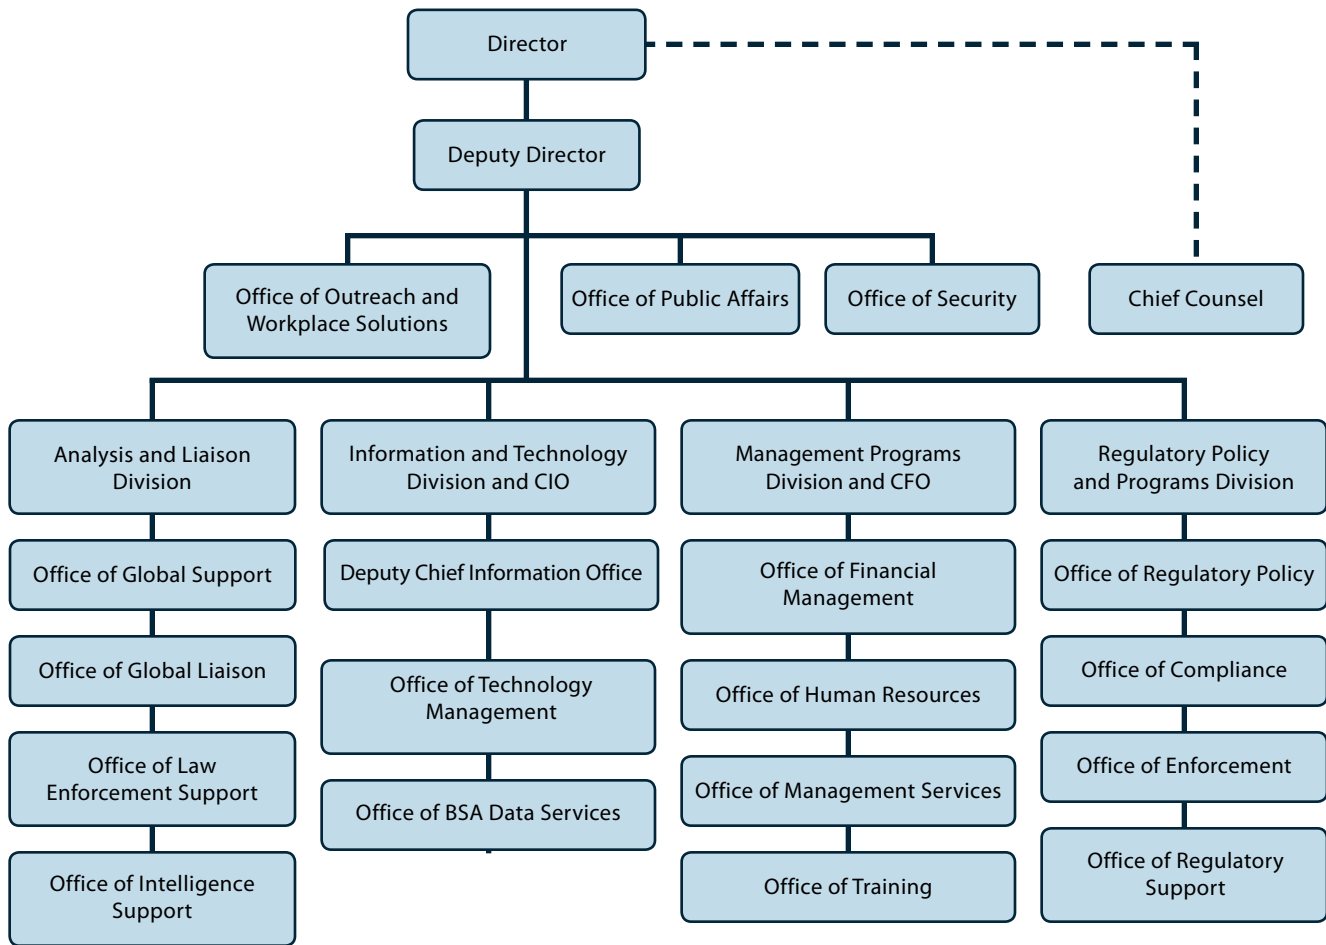 Director
Deputy Director
Office of Outreach and
Workplace Solutions
Office of Public Affairs
Office of Security
Chief Counsel
Analysis and Liaison
Division
Information and Technology
Division and CIO
Management Programs
Division and CFO
Regulatory Policy
and Programs Division
Office of Global Support
Deputy Chief Information Office
Office of Financial
Management
Office of Regulatory Policy
Office of Global Liaison
Office of Technology
Management
Office of Human Resources
Office of Compliance
Office of Law
Enforcement Support
Office of BSA Data Services
Office of Management Services
Office of Enforcement
Office of Intelligence
Support
Office of Training
Office of Regulatory
Support